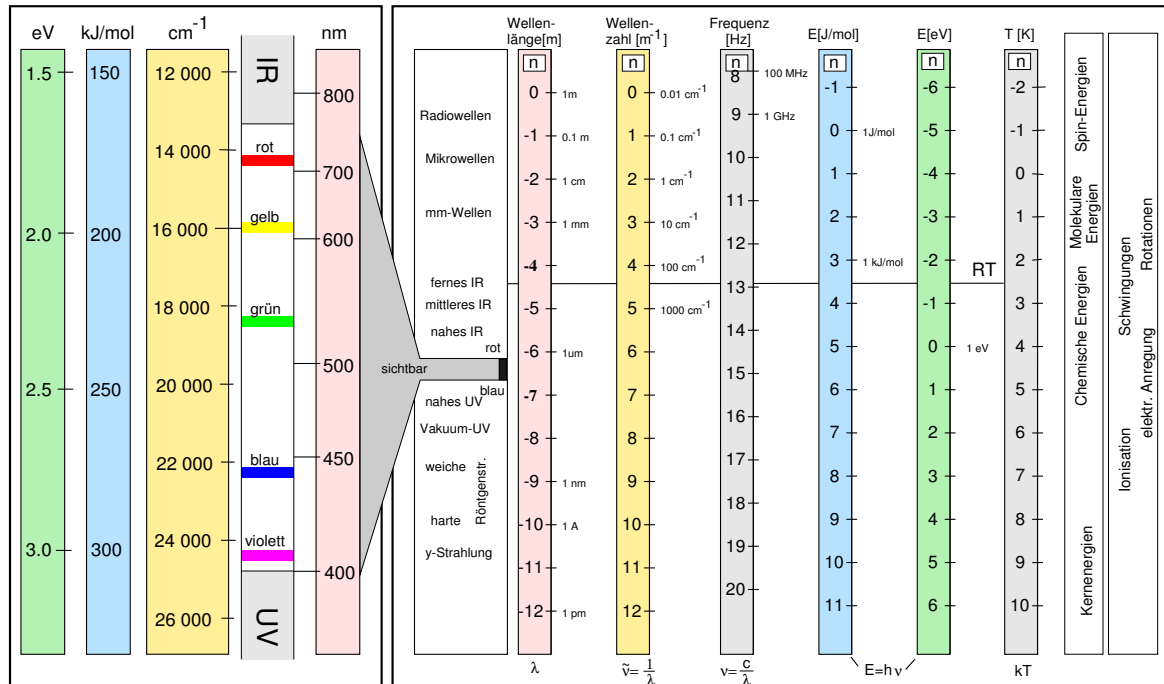 eV
kJ/mol
cm-1
nm
1.5
2.0
2.5
3.0
150
200
250
300
12 000
14 000
16 000
18 000
20 000
22 000
24 000
26 000
IR
rot
gelb
grün
blau
violett
UV
800
700
600
500
450
400
sichtbar
Radiowellen
Mikrowellen
mm-Wellen
fernes IR
mittleres IR
nahes IR
rot
blau
nahes UV
Vakuum-UV
weiche
harte
Röntgenstr.
y-Strahlung
Wellen-
länge[m]
n
0
-1
-2
-3
-4
-5
-6
-7
-8
-9
-10
-11
-12
1m
0.1 m
1 cm
1 mm
1um
1 nm
1 A
1 pm
λ
Wellen-
zahl [m-1]
n
0
1
2
3
4
5
6
7
8
9
10
11
12
0.01 cm-1
0.1 cm-1
1 cm-1
10 cm-1
100 cm-1
1000 cm-1
ν̃= 1/λ
Frequenz
[Hz]
n
8
9
10
11
12
13
14
15
16
17
18
19
20
100 MHz
1 GHz
ν= c/λ
E[J/mol]
n
-1
0
1
2
3
4
5
6
7
8
9
10
11
1J/mol
1 kJ/mol
E=h ν
E[eV]
n
-6
-5
-4
-3
-2
-1
0
1
2
3
4
5
6
1 eV
RT
T [K]
n
-2
-1
0
1
2
3
4
5
6
7
8
9
10
kT
Spin-Energien
Molekulare
Energien
Chemische Energien
Kernenergien
Rotationen
Schwingungen
elektr. Anregung
Ionisation